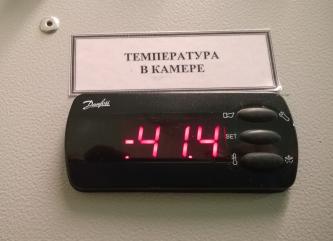 ТЕМПЕРАТУРА
В КАМЕРЕ
Danfoss
-41.4
SET